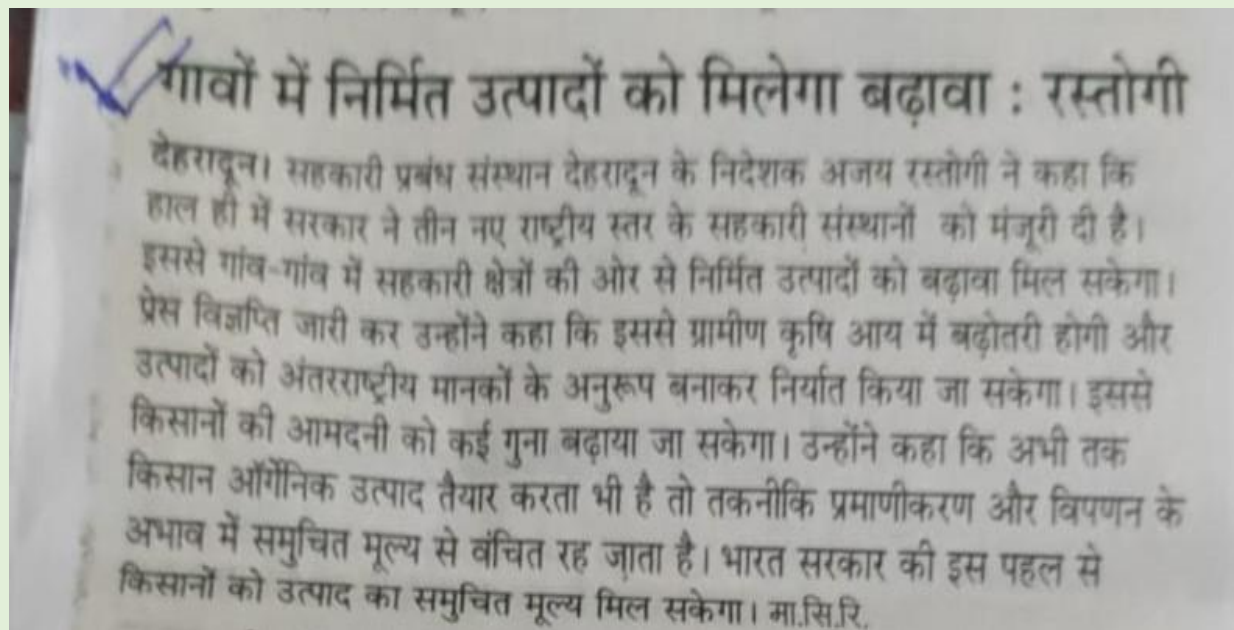 गावों में निर्मित उत्पादों को मिलेगा बढ़ावा : रस्तोगी
देहरादून। सहकारी प्रबंध संस्थान देहरादून के निदेशक अजय रस्तोगी ने कहा कि
हाल ही में सरकार ने तीन नए राष्ट्रीय स्तर के सहकारी संस्थानों को मंजूरी दी है।
इससे गांव-गांव में सहकारी क्षेत्रों की ओर से निर्मित उत्पादों को बढ़ावा मिल सकेगा।
प्रेस विज्ञप्ति जारी कर उन्होंने कहा कि इससे ग्रामीण कृषि आय में बढ़ोतरी होगी और
उत्पादों को अंतरराष्ट्रीय मानकों के अनुरूप बनाकर निर्यात किया जा सकेगा। इससे
किसानों की आमदनी को कई गुना बढ़ाया जा सकेगा। उन्होंने कहा कि अभी तक
किसान ऑर्गेनिक उत्पाद तैयार करता भी है तो तकनीकि प्रमाणीकरण और विपणन के
अभाव में समुचित मूल्य से वंचित रह जाता है। भारत सरकार की इस पहल से
किसानों को उत्पाद का समुचित मूल्य मिल सकेगा। मा.सि.रि.